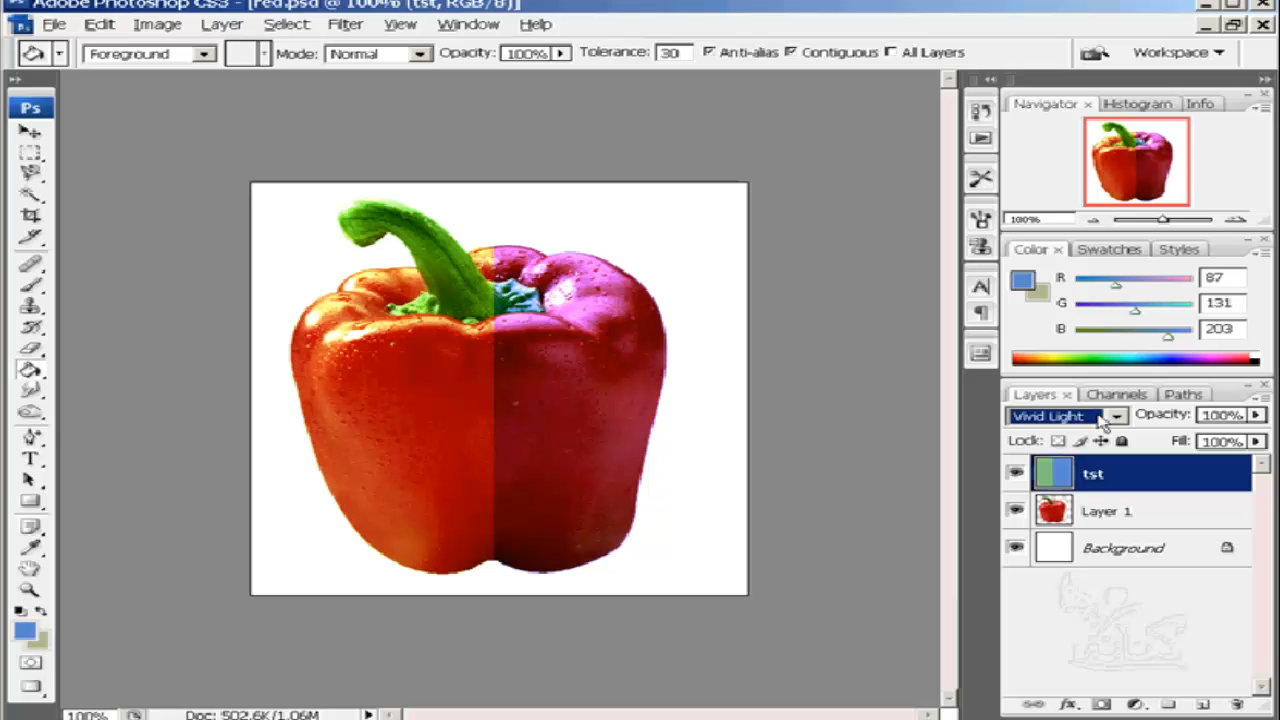 Adobe Photoshop CS3 - [red.psd @ 100% (tst, RGB/8)]
File Edit Image Layer Select Filter View Window Help
Foreground Mode: Normal Opacity: 100% Tolerance: 30 Anti-alias Contiguous All Layers Workspace
Ps
Navigator Histogram Info
100%
Color Swatches Styles
R 87
G 131
B 203
Layers Channels Paths
Vivid Light Opacity: 100%
Lock: Fill: 100%
tst
Layer 1
Background
100% Doc: 502.6K/1.06M